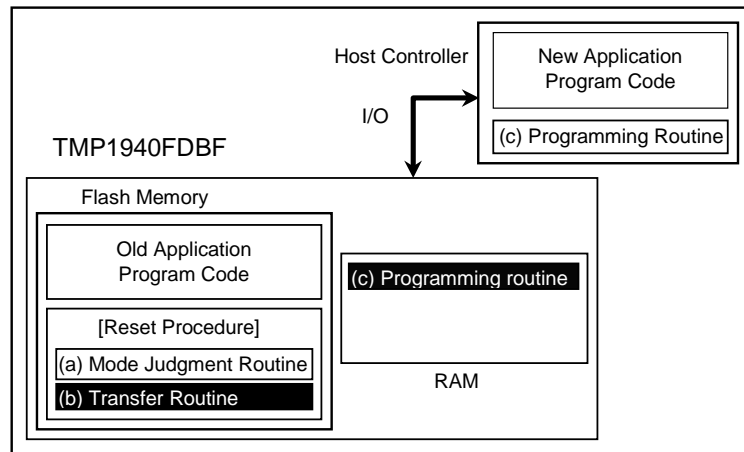 Host Controller
New Application
Program Code
(c) Programming Routine
I/O
TMP1940FDBF
Flash Memory
Old Application
Program Code
[Reset Procedure]
(a) Mode Judgment Routine
(b) Transfer Routine
(c) Programming routine
RAM